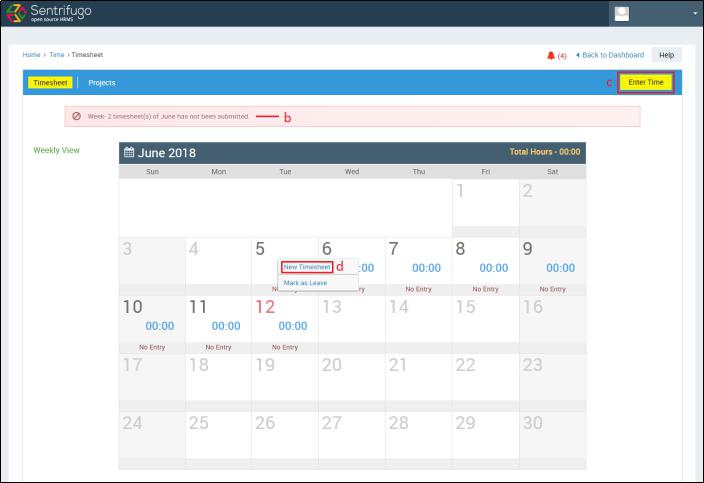 Sentrifugo
open source HRMS
Home > Time > Timesheet
(4) Back to Dashboard Help
Timesheet Projects c Enter Time
Week- 2 timesheet(s) of June has not been submitted. b
Weekly View
June 2018 Total Hours - 00:00
Sun Mon Tue Wed Thu Fri Sat
1 2
3 4 5 6 7 8 9
New Timesheet d :00 00:00 00:00 00:00
Mark as Leave
No Entry No Entry No Entry
10 11 12 13 14 15 16
00:00 00:00 00:00
No Entry No Entry No Entry
17 18 19 20 21 22 23
24 25 26 27 28 29 30